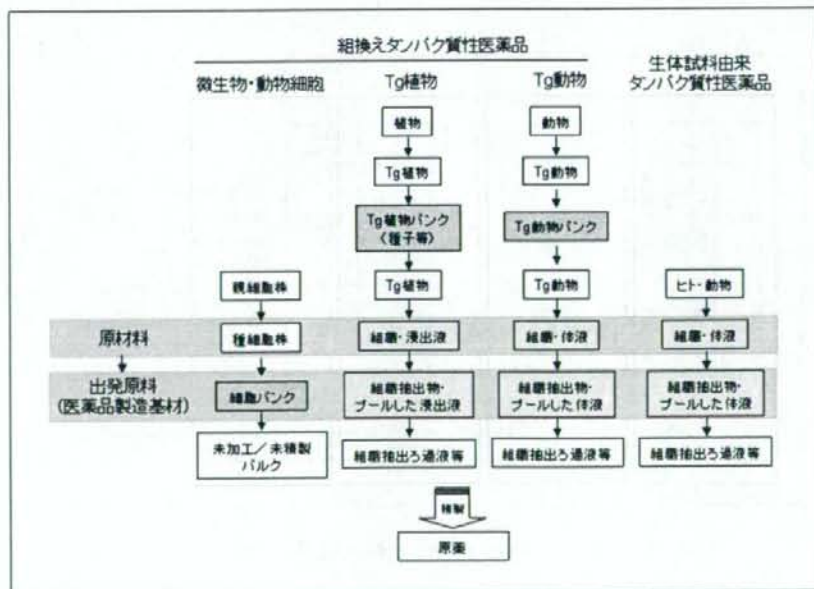 組換えタンパク質性医薬品
生体試料由来
タンパク質性医薬品
微生物・動物細胞
Tg植物
Tg動物
植物
動物
Tg植物
Tg動物
Tg植物バンク
(種子等)
Tg動物バンク
親細胞株
Tg植物
Tg動物
ヒト・動物
原材料
種細胞株
組織・浸出液
組織・体液
組織・体液
出発原料
(医薬品製造基材)
細胞バンク
組織抽出物・
プールした浸出液
組織抽出物・
プールした体液
組織抽出物・
プールした体液
未加工/未精製
バルク
組織抽出ろ過液等
組織抽出ろ過液等
組織抽出ろ過液等
精製
原薬